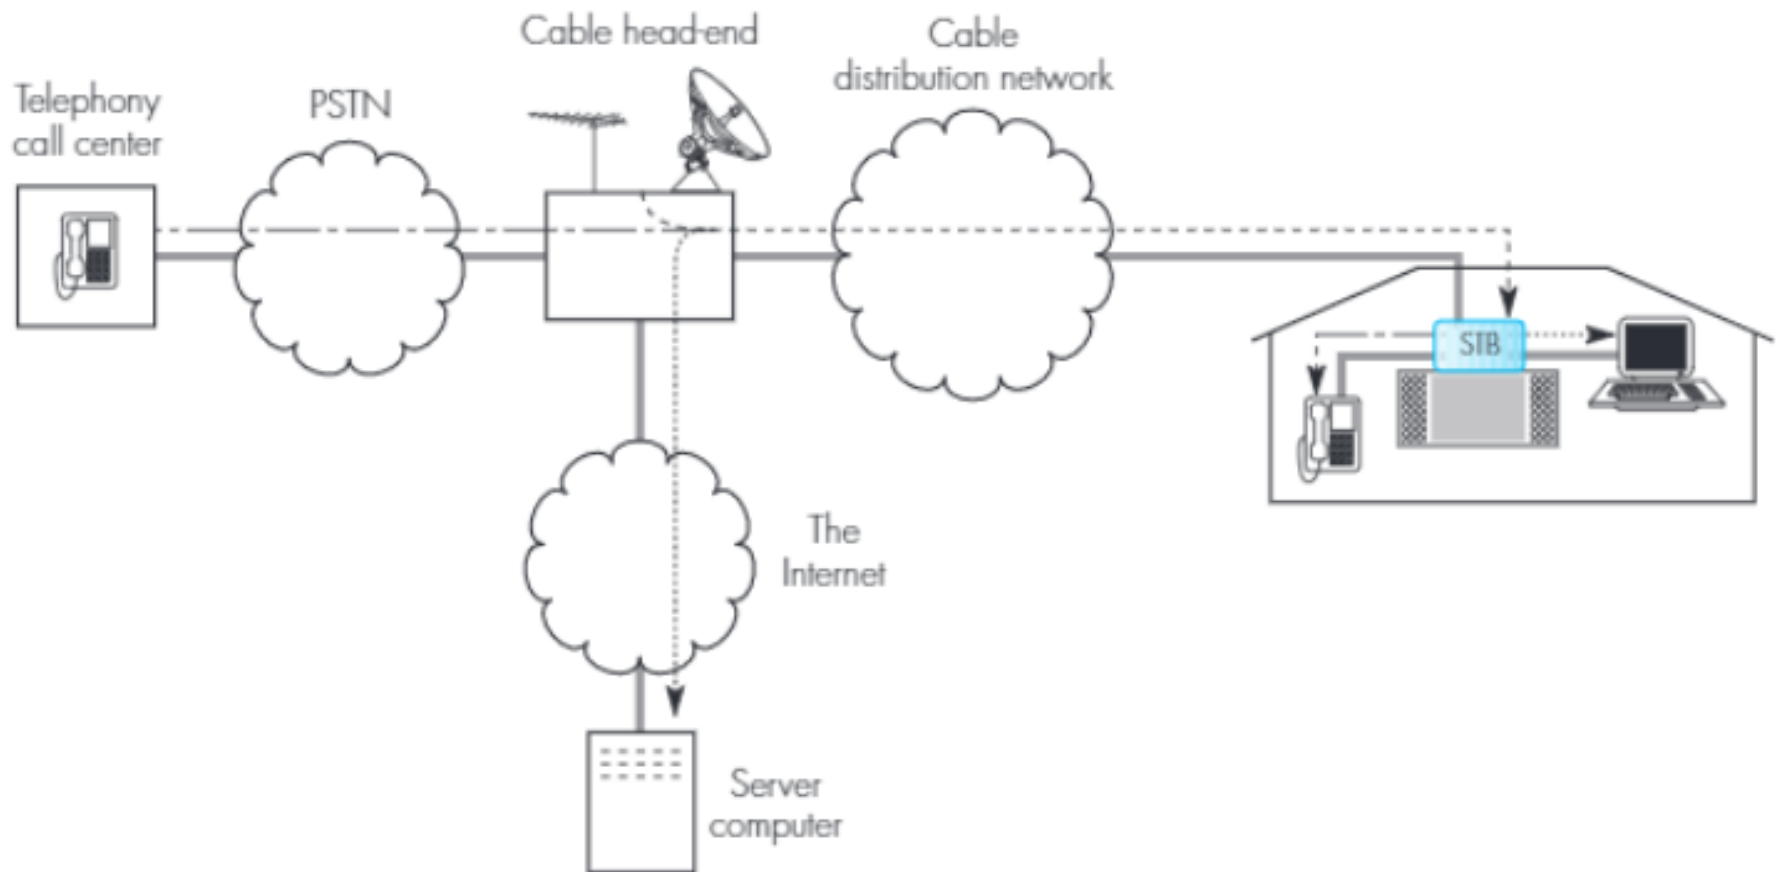 Cable head-end
Cable
distribution network
Telephony
call center
PSTN
STB
The
Internet
Server
computer